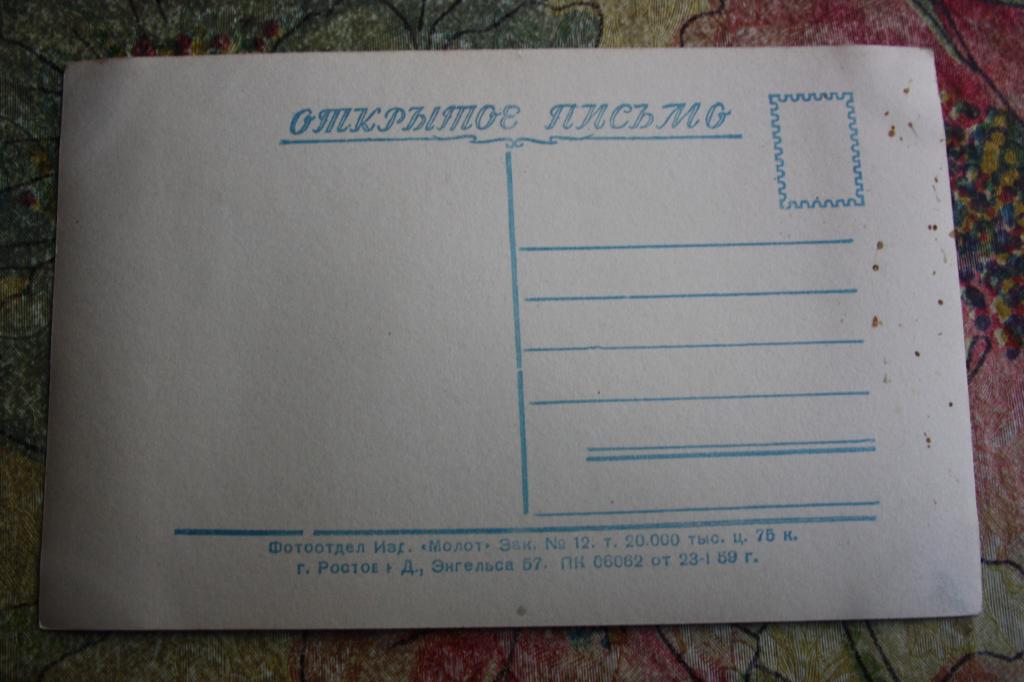 ОТКРЫТОЕ ПИСЬМО
Фотоотдел Изд. «Молот» Зак. № 12. т. 20.000 тыс. ц. 75 к.
г. Ростов н Д., Энгельса 57. ПК 06062 от 23-I 59 г.